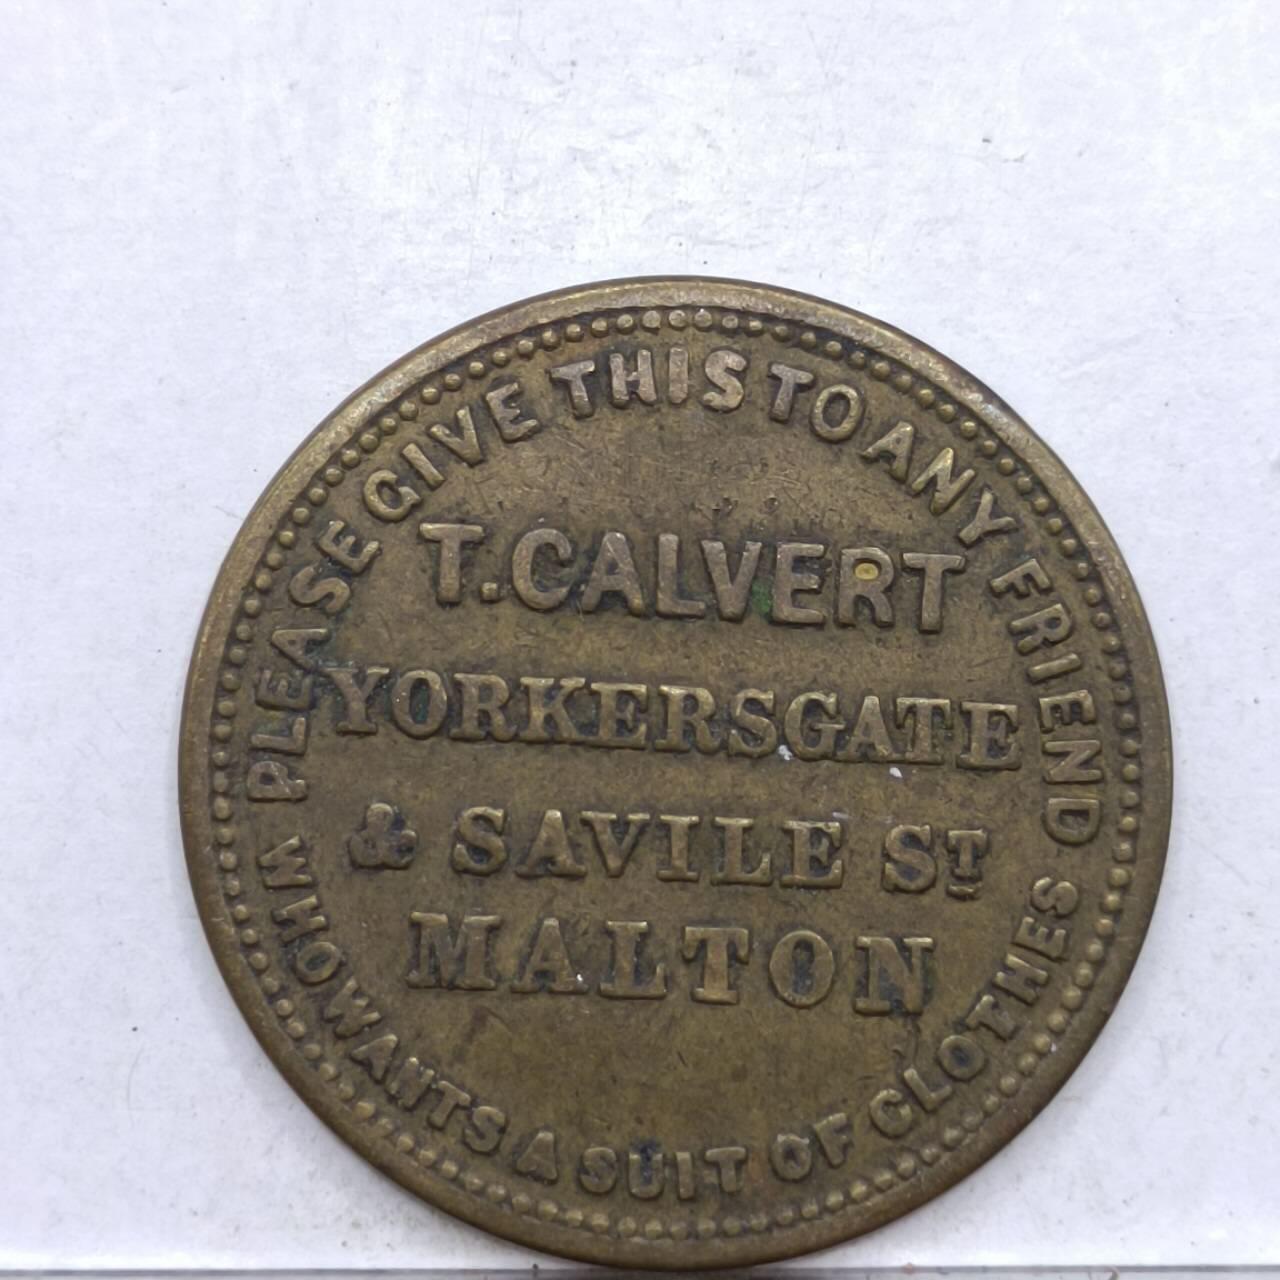 PLEASE GIVE THIS TO ANY FRIEND
T. CALVERT
YORKERSGATE
& SAVILE ST
MALTON
WHO WANTS A SUIT OF CLOTHES